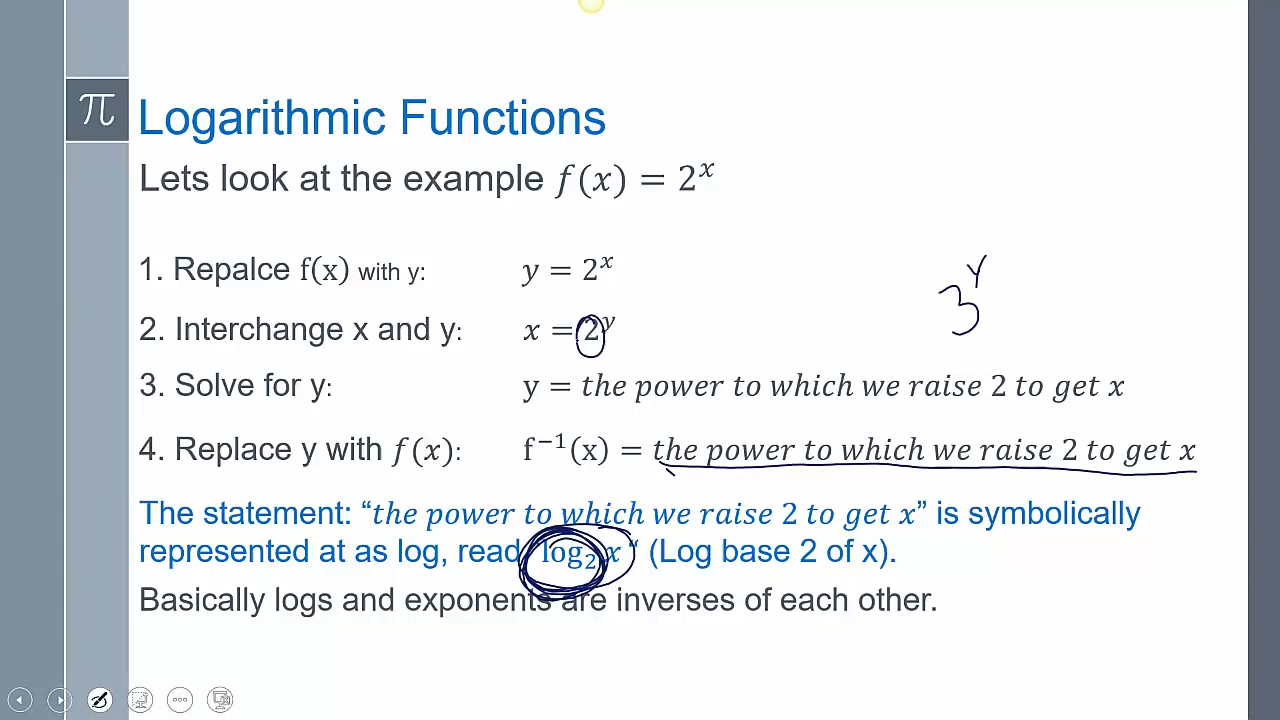 π
Logarithmic Functions
Lets look at the example f(x) = 2^x
1. Repalce f(x) with y: y = 2^x
3^Y
2. Interchange x and y: x = 2^y
3. Solve for y: y = the power to which we raise 2 to get x
4. Replace y with f(x): f^−1(x) = the power to which we raise 2 to get x
The statement: “the power to which we raise 2 to get x” is symbolically
represented at as log, read log₂ x “ (Log base 2 of x).
Basically logs and exponents are inverses of each other.